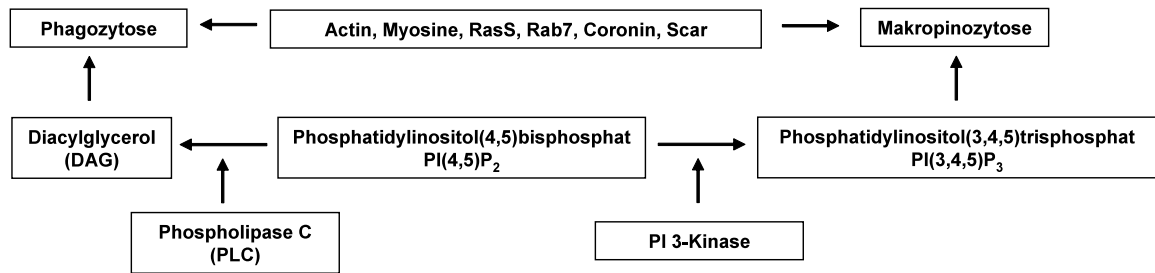 Phagozytose
Actin, Myosine, RasS, Rab7, Coronin, Scar
Makropinozytose
Diacylglycerol
(DAG)
Phosphatidylinositol(4,5)bisphosphat
PI(4,5)P2
Phosphatidylinositol(3,4,5)trisphosphat
PI(3,4,5)P3
Phospholipase C
(PLC)
PI 3-Kinase